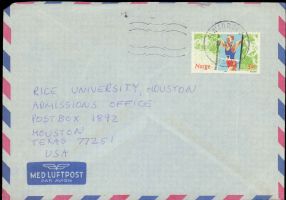 Norge
RICE UNIVERSITY, HOUSTON
ADMISSIONS OFFICE
POSTBOX 1892
HOUSTON
TEXAS 77251
USA
MED LUFTPOST
PAR AVION